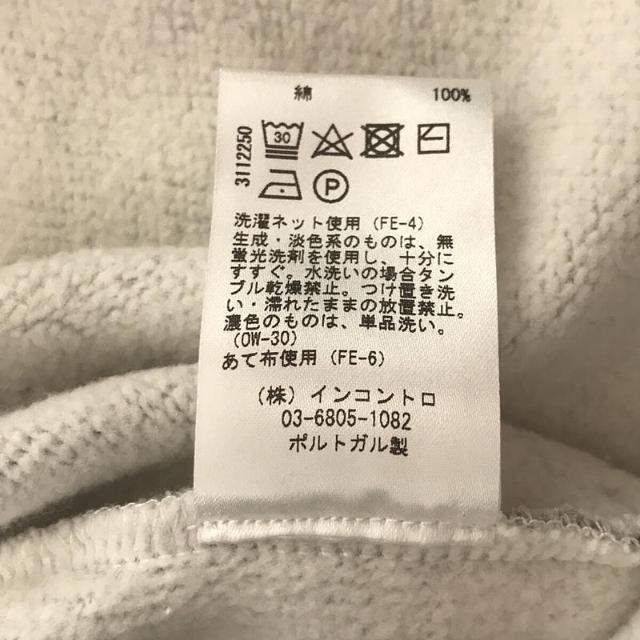 綿 100%
3112250
30
P
洗濯ネット使用(FE-4)
生成・淡色系のものは、無
蛍光洗剤を使用し、十分に
すすぐ。水洗いの場合タン
ブル乾燥禁止。つけ置き洗
い・濡れたままの放置禁止。
濃色のものは、単品洗い。
(OW-30)
あて布使用(FE-6)
(株)インコントロ
03-6805-1082
ポルトガル製